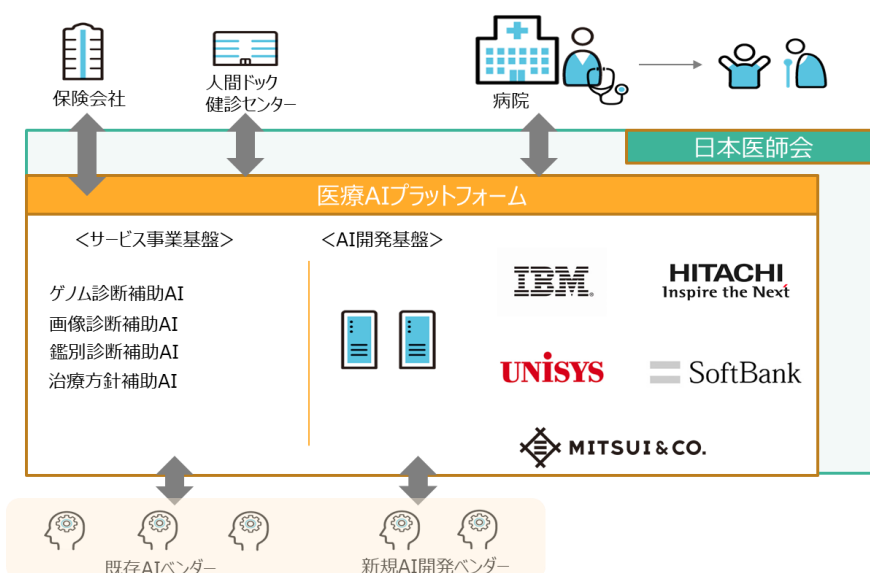 保険会社
人間ドック
健診センター
病院
日本医師会
医療AIプラットフォーム
＜サービス事業基盤＞
＜AI開発基盤＞
ゲノム診断補助AI
画像診断補助AI
鑑別診断補助AI
治療方針補助AI
IBM
HITACHI
Inspire the Next
UNISYS
SoftBank
MITSUI & CO.
既存AIベンダー
新規AI開発ベンダー